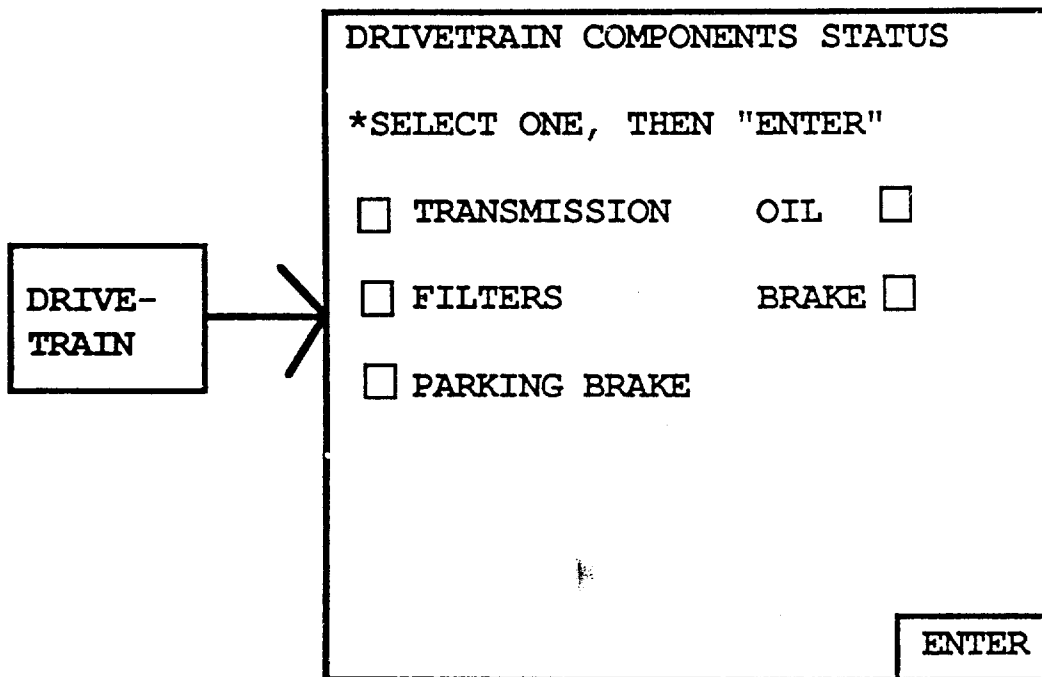 DRIVETRAIN COMPONENTS STATUS
*SELECT ONE, THEN "ENTER"
TRANSMISSION OIL
FILTERS BRAKE
PARKING BRAKE
DRIVE-
TRAIN
ENTER